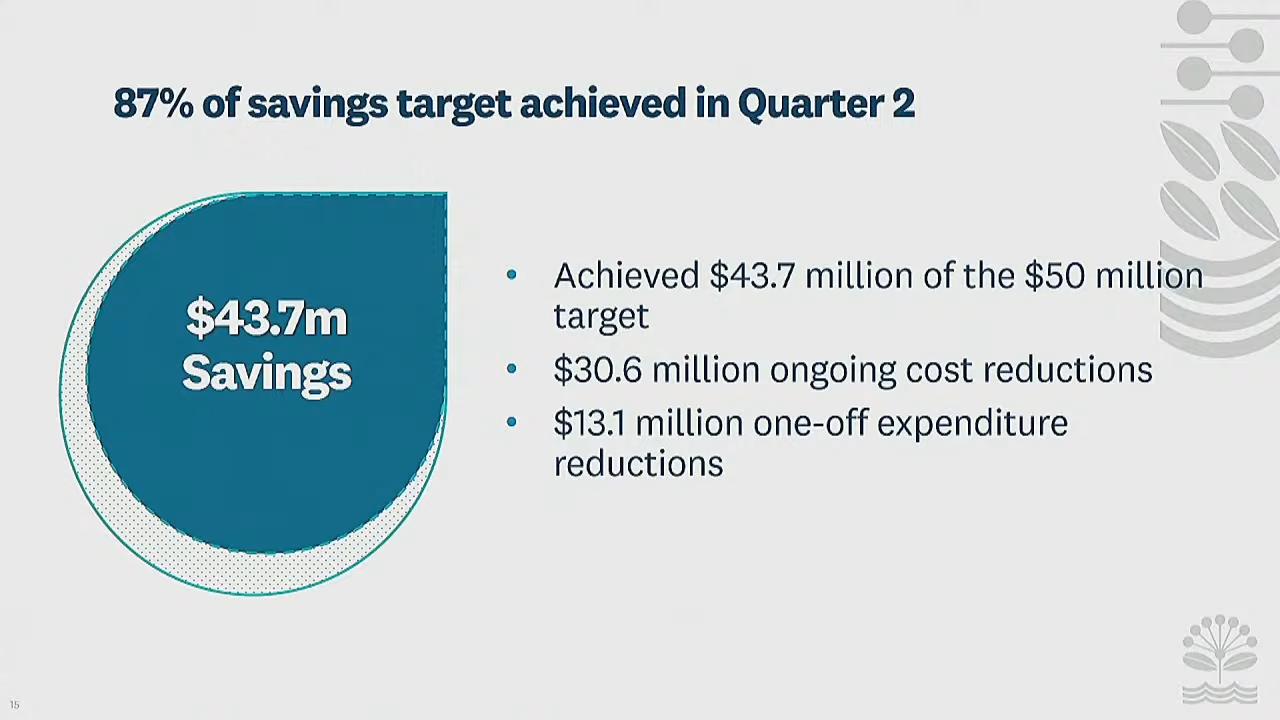 87% of savings target achieved in Quarter 2
$43.7m
Savings
• Achieved $43.7 million of the $50 million
target
• $30.6 million ongoing cost reductions
• $13.1 million one-off expenditure
reductions
15